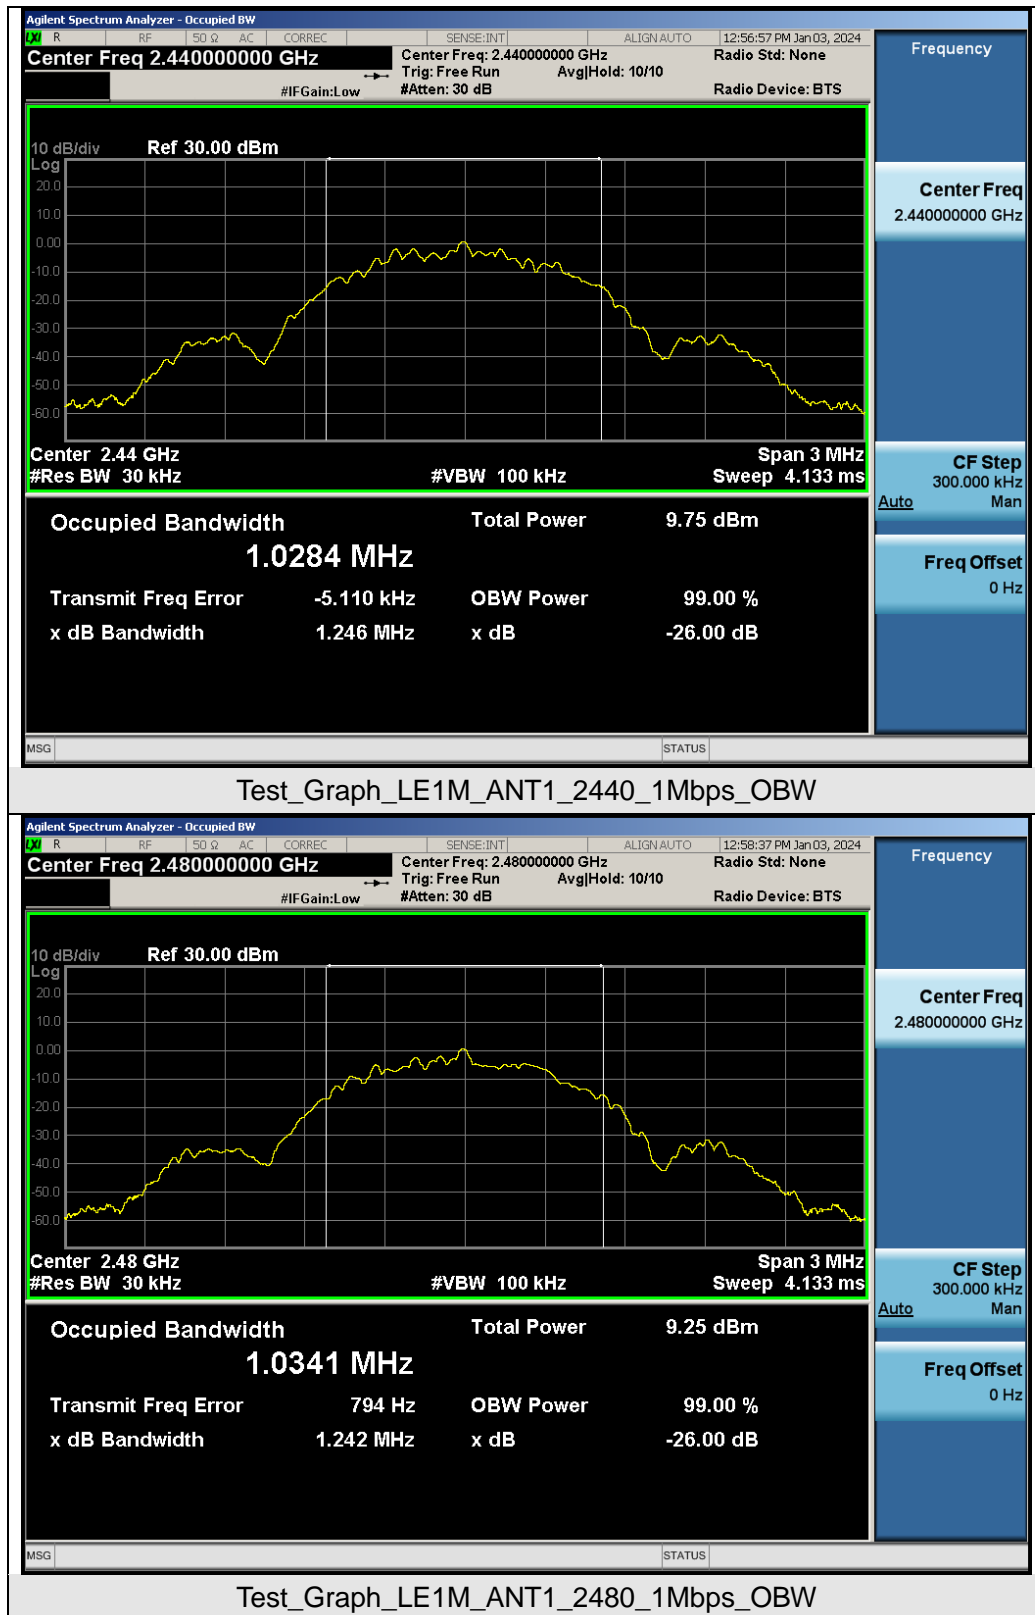 Agilent Spectrum Analyzer - Occupied BW
LXI R RF 50 Ω AC CORREC SENSE:INT ALIGN AUTO 12:56:57 PM Jan 03, 2024
Center Freq 2.440000000 GHz Center Freq: 2.440000000 GHz Radio Std: None
Trig: Free Run Avg|Hold: 10/10
#IFGain:Low #Atten: 30 dB Radio Device: BTS
Frequency
10 dB/div Ref 30.00 dBm
Log
20.0
10.0
0.00
-10.0
-20.0
-30.0
-40.0
-50.0
-60.0
Center 2.44 GHz Span 3 MHz
#Res BW 30 kHz #VBW 100 kHz Sweep 4.133 ms
Center Freq
2.440000000 GHz
CF Step
300.000 kHz
Auto Man
Freq Offset
0 Hz
Occupied Bandwidth Total Power 9.75 dBm
1.0284 MHz
Transmit Freq Error -5.110 kHz OBW Power 99.00 %
x dB Bandwidth 1.246 MHz x dB -26.00 dB
MSG STATUS
Test_Graph_LE1M_ANT1_2440_1Mbps_OBW
Agilent Spectrum Analyzer - Occupied BW
LXI R RF 50 Ω AC CORREC SENSE:INT ALIGN AUTO 12:58:37 PM Jan 03, 2024
Center Freq 2.480000000 GHz Center Freq: 2.480000000 GHz Radio Std: None
Trig: Free Run Avg|Hold: 10/10
#IFGain:Low #Atten: 30 dB Radio Device: BTS
Frequency
10 dB/div Ref 30.00 dBm
Log
20.0
10.0
0.00
-10.0
-20.0
-30.0
-40.0
-50.0
-60.0
Center 2.48 GHz Span 3 MHz
#Res BW 30 kHz #VBW 100 kHz Sweep 4.133 ms
Center Freq
2.480000000 GHz
CF Step
300.000 kHz
Auto Man
Freq Offset
0 Hz
Occupied Bandwidth Total Power 9.25 dBm
1.0341 MHz
Transmit Freq Error 794 Hz OBW Power 99.00 %
x dB Bandwidth 1.242 MHz x dB -26.00 dB
MSG STATUS
Test_Graph_LE1M_ANT1_2480_1Mbps_OBW